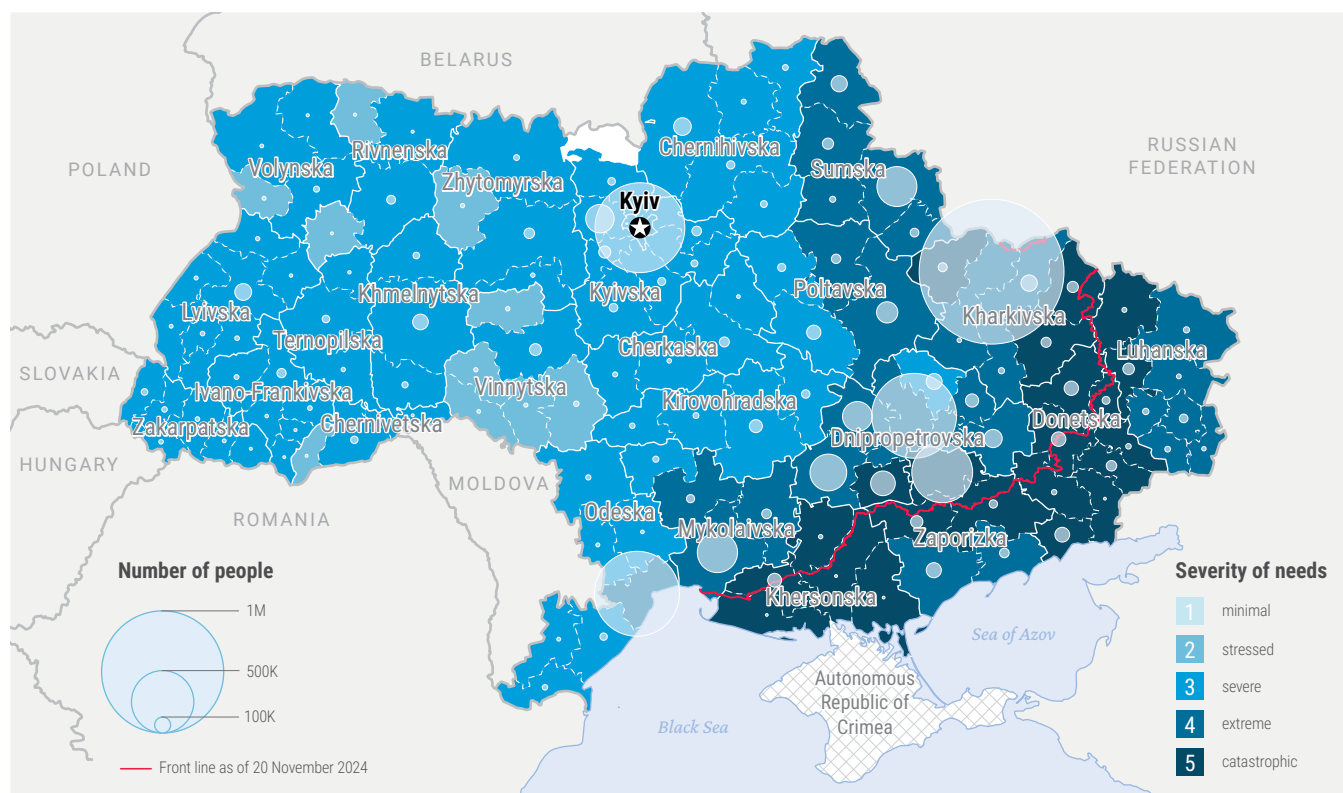 BELARUS
RUSSIAN
FEDERATION
POLAND
Volynska
Rivnenska
Zhytomyrska
Chernihivska
Sumska
Kyiv
Lvivska
Khmelnytska
Ternopilska
Kyivska
Cherkaska
Poltavska
Kharkivska
Luhanska
SLOVAKIA
Ivano-Frankivska
Zakarpatska
Chernivetska
Vinnytska
Kirovohradska
Dnipropetrovska
Donetska
HUNGARY
MOLDOVA
ROMANIA
Odeska
Mykolaivska
Zaporizka
Khersonska
Sea of Azov
Autonomous
Republic of
Crimea
Black Sea
Number of people
1M
500K
100K
Front line as of 20 November 2024
Severity of needs
1 minimal
2 stressed
3 severe
4 extreme
5 catastrophic